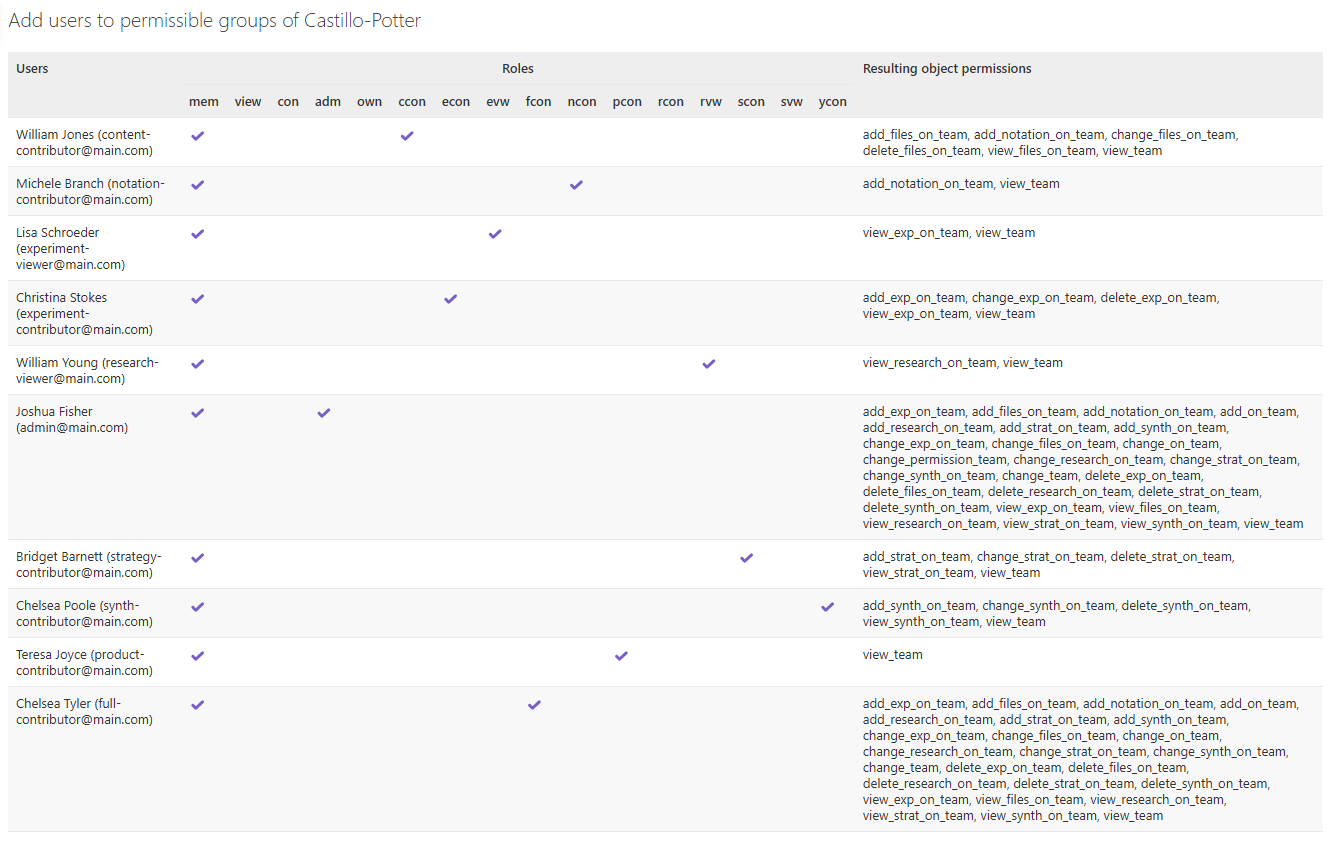 Add users to permissible groups of Castillo-Potter
Users Roles Resulting object permissions
mem view con adm own ccon econ evw fcon ncon pcon rcon rvw scon svw ycon
William Jones (content-
contributor@main.com)
add_files_on_team, add_notation_on_team, change_files_on_team,
delete_files_on_team, view_files_on_team, view_team
Michele Branch (notation-
contributor@main.com)
add_notation_on_team, view_team
Lisa Schroeder
(experiment-
viewer@main.com)
view_exp_on_team, view_team
Christina Stokes
(experiment-
contributor@main.com)
add_exp_on_team, change_exp_on_team, delete_exp_on_team,
view_exp_on_team, view_team
William Young (research-
viewer@main.com)
view_research_on_team, view_team
Joshua Fisher
(admin@main.com)
add_exp_on_team, add_files_on_team, add_notation_on_team, add_on_team,
add_research_on_team, add_strat_on_team, add_synth_on_team,
change_exp_on_team, change_files_on_team, change_on_team,
change_permission_team, change_research_on_team, change_strat_on_team,
change_synth_on_team, change_team, delete_exp_on_team,
delete_files_on_team, delete_research_on_team, delete_strat_on_team,
delete_synth_on_team, view_exp_on_team, view_files_on_team,
view_research_on_team, view_strat_on_team, view_synth_on_team, view_team
Bridget Barnett (strategy-
contributor@main.com)
add_strat_on_team, change_strat_on_team, delete_strat_on_team,
view_strat_on_team, view_team
Chelsea Poole (synth-
contributor@main.com)
add_synth_on_team, change_synth_on_team, delete_synth_on_team,
view_synth_on_team, view_team
Teresa Joyce (product-
contributor@main.com)
view_team
Chelsea Tyler (full-
contributor@main.com)
add_exp_on_team, add_files_on_team, add_notation_on_team, add_on_team,
add_research_on_team, add_strat_on_team, add_synth_on_team,
change_exp_on_team, change_files_on_team, change_on_team,
change_research_on_team, change_strat_on_team, change_synth_on_team,
change_team, delete_exp_on_team, delete_files_on_team,
delete_research_on_team, delete_strat_on_team, delete_synth_on_team,
view_exp_on_team, view_files_on_team, view_research_on_team,
view_strat_on_team, view_synth_on_team, view_team